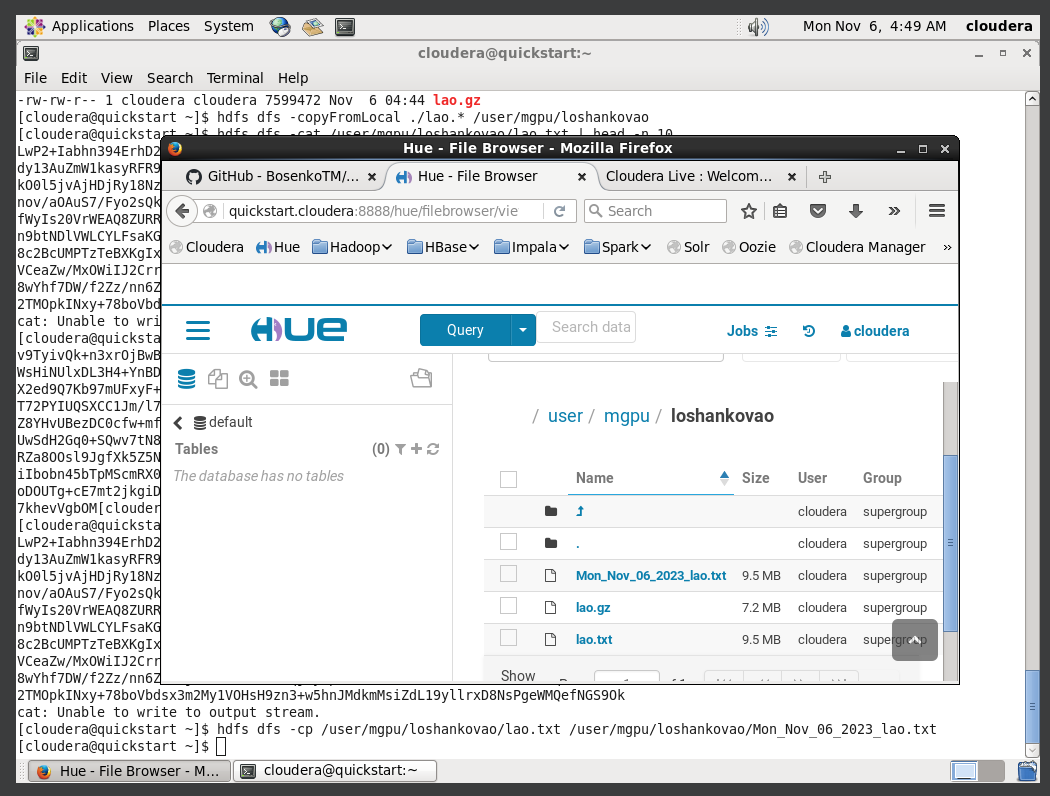 Applications Places System Mon Nov 6, 4:49 AM cloudera
cloudera@quickstart:~
File Edit View Search Terminal Help
-rw-rw-r-- 1 cloudera cloudera 7599472 Nov  6 04:44 lao.gz
[cloudera@quickstart ~]$ hdfs dfs -copyFromLocal ./lao.* /user/mgpu/loshankovao
[cloudera@quickstart ~]$ hdfs dfs -cat /user/mgpu/loshankovao/lao.txt | head -n 10
LwP2+Iabhn394ErhD2
dy13AuZmW1kasyRFR9
kO0l5jvAjHDjRy18Nz
nov/aOAuS7/Fyo2sQk
fWyIs20VrWEAQ8ZURR
n9btNDlVWLCYLFsaKG
8c2BcUMPTzTeBXKgIx
VCeaZw/MxOWiIJ2Crr
8wYhf7DW/f2Zz/nn6Z
2TMOpkINxy+78boVbd
cat: Unable to wri
[cloudera@quicksta
v9TyivQk+n3xrOjBwB
WsHiNUlxDL3H4+YnBD
X2ed9Q7Kb97mUFxyF+
T72PYIUQSXCC1Jm/l7
Z8YHvUBezDC0cfw+mf
UwSdH2Gq0+SQwv7tN8
RZa8OOsl9JgfXk5Z5N
iIbobn45bTpMScmRX0
oDOUTg+cE7mt2jkgiD
7khevVgbOM[clouder
[cloudera@quicksta
LwP2+Iabhn394ErhD2
dy13AuZmW1kasyRFR9
kO0l5jvAjHDjRy18Nz
nov/aOAuS7/Fyo2sQk
fWyIs20VrWEAQ8ZURR
n9btNDlVWLCYLFsaKG
8c2BcUMPTzTeBXKgIx
VCeaZw/MxOWiIJ2Crr
8wYhf7DW/f2Zz/nn6Z
2TMOpkINxy+78boVbdsx3m2My1VOHsH9zn3+w5hnJMdkmMsiZdL19yllrxD8NsPgeWMQefNGS9Ok
cat: Unable to write to output stream.
[cloudera@quickstart ~]$ hdfs dfs -cp /user/mgpu/loshankovao/lao.txt /user/mgpu/loshankovao/Mon_Nov_06_2023_lao.txt
[cloudera@quickstart ~]$
Hue - File Browser - Mozilla Firefox
GitHub - BosenkoTM/... Hue - File Browser Cloudera Live : Welcom...
quickstart.cloudera:8888/hue/filebrowser/vie Search
Cloudera Hue Hadoop HBase Impala Spark Solr Oozie Cloudera Manager »
HUE Query Search data Jobs cloudera
default
Tables (0)
The database has no tables
/ user / mgpu / loshankovao
Name Size User Group
cloudera supergroup
. cloudera supergroup
Mon_Nov_06_2023_lao.txt 9.5 MB cloudera supergroup
lao.gz 7.2 MB cloudera supergroup
lao.txt 9.5 MB cloudera supergroup
Show
Hue - File Browser - M... cloudera@quickstart:~